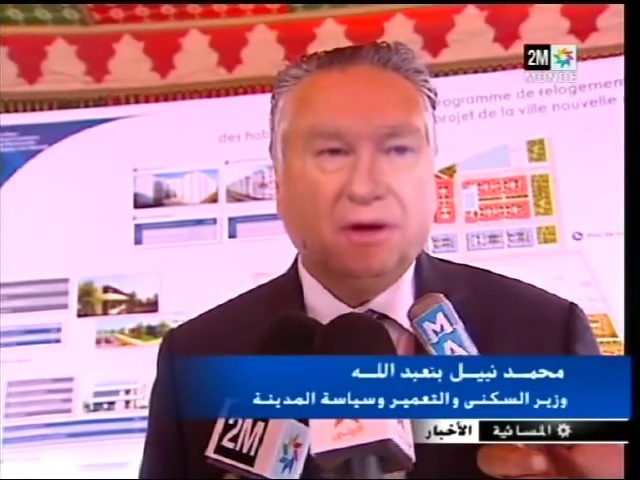 2M
MONDE
programme de relogement
des hab
projet de la ville nouvelle
MA
محمد نبيل بنعبد الله
وزير السكنى والتعمير وسياسة المدينة
2M
المسائية الأخبار